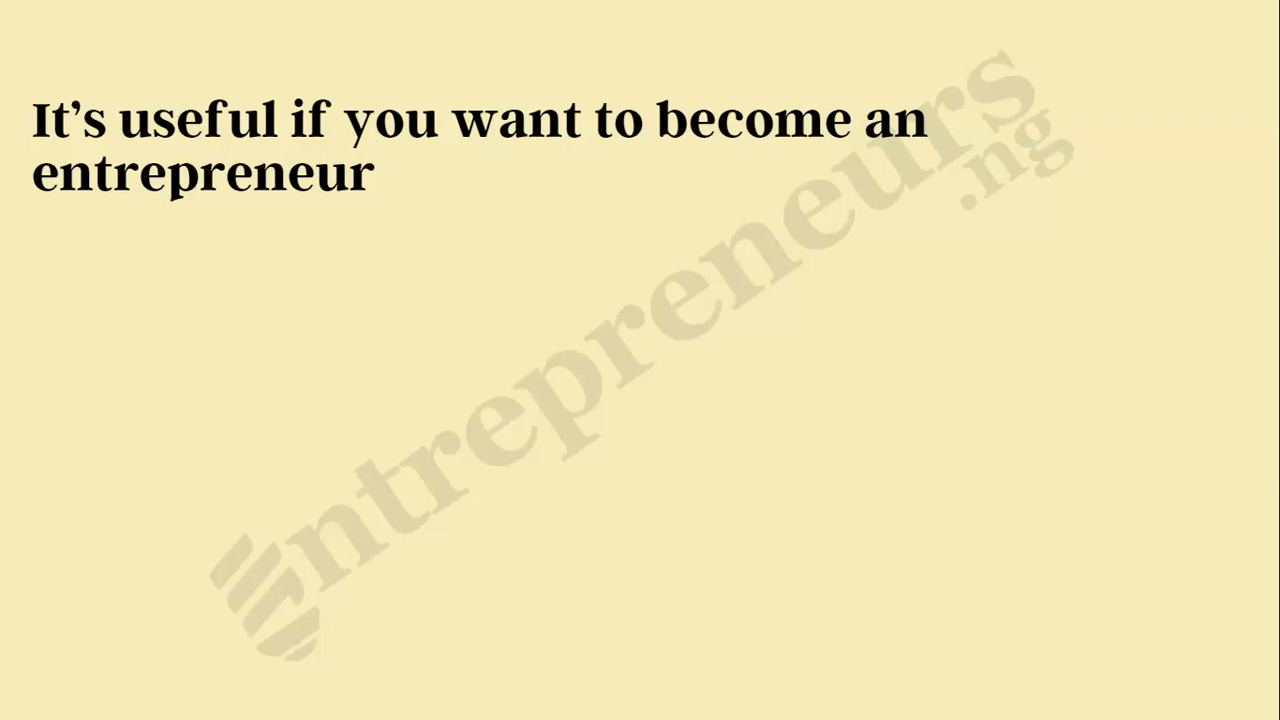 It’s useful if you want to become an
entrepreneur
entrepreneurs
.ng